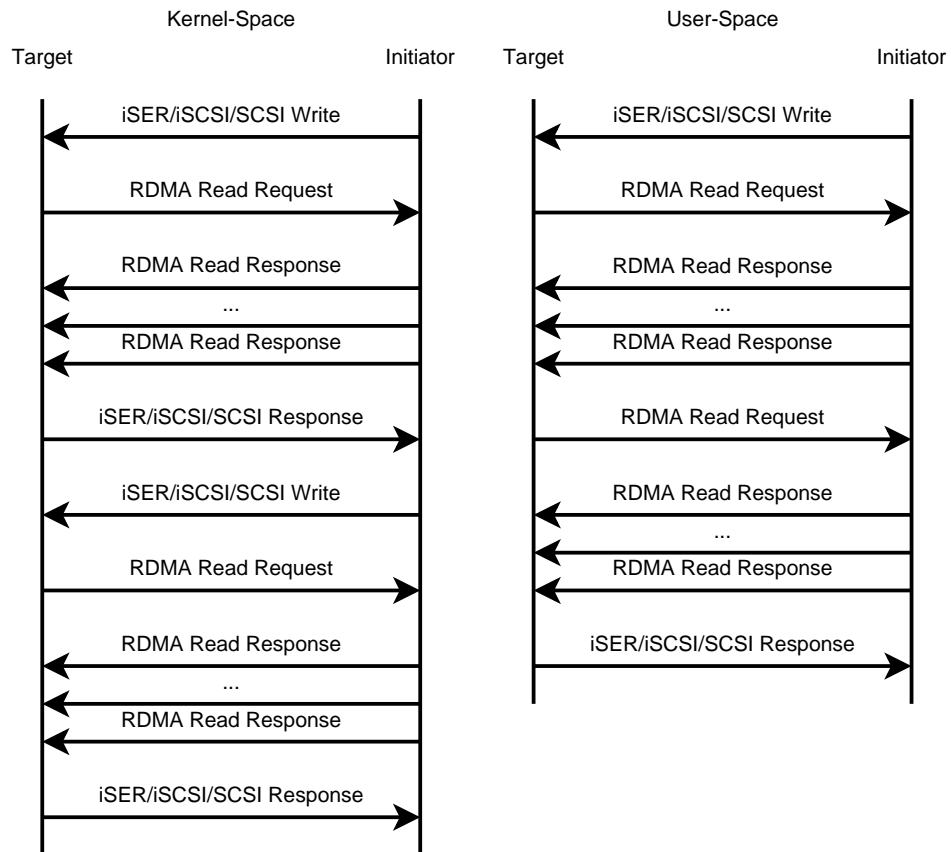 Kernel-Space
Target Initiator
iSER/iSCSI/SCSI Write
RDMA Read Request
RDMA Read Response
...
RDMA Read Response
iSER/iSCSI/SCSI Response
iSER/iSCSI/SCSI Write
RDMA Read Request
RDMA Read Response
...
RDMA Read Response
iSER/iSCSI/SCSI Response
User-Space
Target Initiator
iSER/iSCSI/SCSI Write
RDMA Read Request
RDMA Read Response
...
RDMA Read Response
RDMA Read Request
RDMA Read Response
...
RDMA Read Response
iSER/iSCSI/SCSI Response